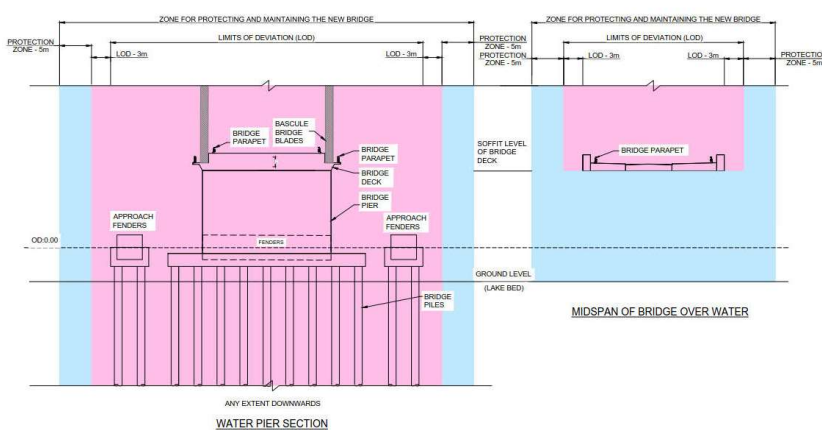 ZONE FOR PROTECTING AND MAINTAINING THE NEW BRIDGE
PROTECTION
ZONE - 5m
LIMITS OF DEVIATION (LOD)
LOD - 3m
LOD - 3m
PROTECTION
ZONE - 5m
BRIDGE
PARAPET
BASCULE
BRIDGE
BLADES
BRIDGE
PARAPET
BRIDGE
DECK
BRIDGE
PIER
APPROACH
FENDERS
APPROACH
FENDERS
OD:0.00
FENDERS
BRIDGE
PILES
ANY EXTENT DOWNWARDS
WATER PIER SECTION
ZONE FOR PROTECTING AND MAINTAINING THE NEW BRIDGE
PROTECTION
ZONE - 5m
LIMITS OF DEVIATION (LOD)
LOD - 3m
LOD - 3m
PROTECTION
ZONE - 5m
SOFFIT LEVEL
OF BRIDGE
DECK
BRIDGE PARAPET
GROUND LEVEL
(LAKE BED)
MIDSPAN OF BRIDGE OVER WATER